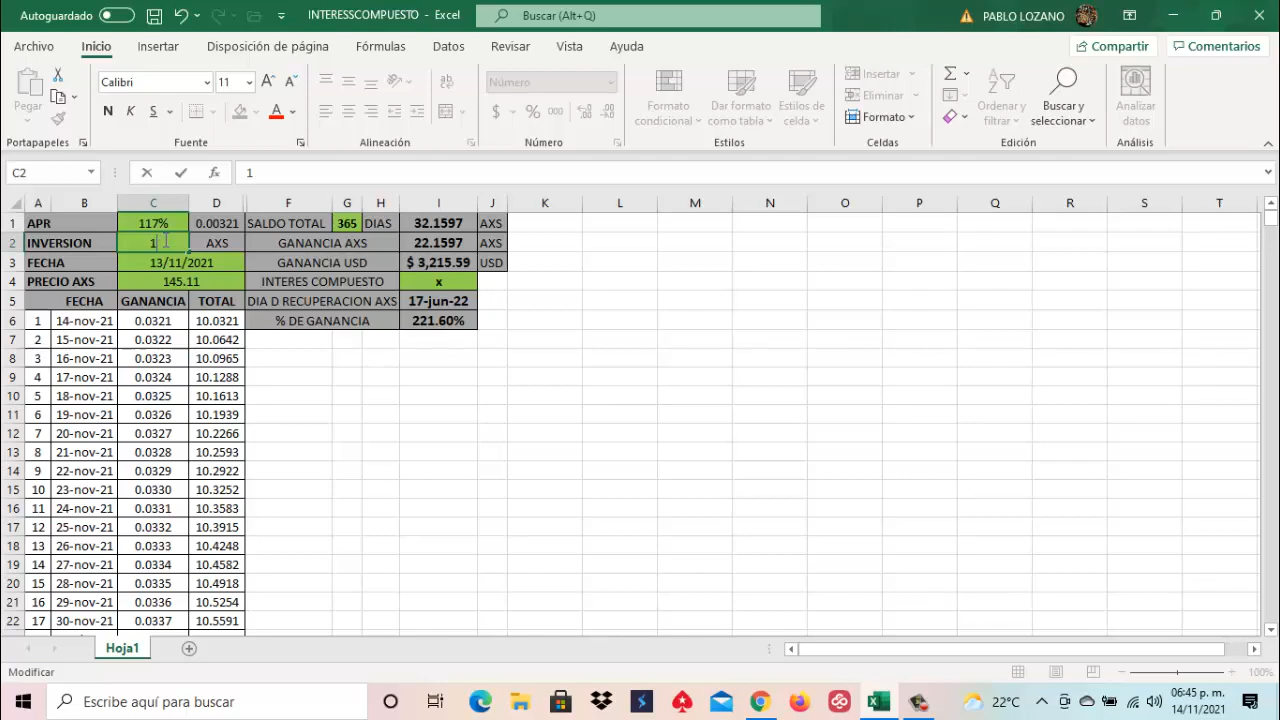 Autoguardado
INTERESSCOMPUESTO - Excel
Buscar (Alt+Q)
PABLO LOZANO
Archivo Inicio Insertar Disposición de página Fórmulas Datos Revisar Vista Ayuda
Compartir Comentarios
Pegar
Portapapeles
Calibri 11
N K S
Fuente
Alineación
Número
$ % 000
Número
Formato condicional
Dar formato como tabla
Estilos de celda
Estilos
Insertar
Eliminar
Formato
Celdas
Ordenar y filtrar
Buscar y seleccionar
Edición
Analizar datos
Análisis
C2 fx 1
A B C D F G H I J K L M N O P Q R S T
1 APR 117% 0.00321 SALDO TOTAL 365 DIAS 32.1597 AXS
2 INVERSION 1 AXS GANANCIA AXS 22.1597 AXS
3 FECHA 13/11/2021 GANANCIA USD $ 3,215.59 USD
4 PRECIO AXS 145.11 INTERES COMPUESTO x
5 FECHA GANANCIA TOTAL DIA D RECUPERACION AXS 17-jun-22
6 1 14-nov-21 0.0321 10.0321 % DE GANANCIA 221.60%
7 2 15-nov-21 0.0322 10.0642
8 3 16-nov-21 0.0323 10.0965
9 4 17-nov-21 0.0324 10.1288
10 5 18-nov-21 0.0325 10.1613
11 6 19-nov-21 0.0326 10.1939
12 7 20-nov-21 0.0327 10.2266
13 8 21-nov-21 0.0328 10.2593
14 9 22-nov-21 0.0329 10.2922
15 10 23-nov-21 0.0330 10.3252
16 11 24-nov-21 0.0331 10.3583
17 12 25-nov-21 0.0332 10.3915
18 13 26-nov-21 0.0333 10.4248
19 14 27-nov-21 0.0334 10.4582
20 15 28-nov-21 0.0335 10.4918
21 16 29-nov-21 0.0336 10.5254
22 17 30-nov-21 0.0337 10.5591
Hoja1
Modificar
100%
Escribe aquí para buscar
22°C
06:45 p. m.
14/11/2021